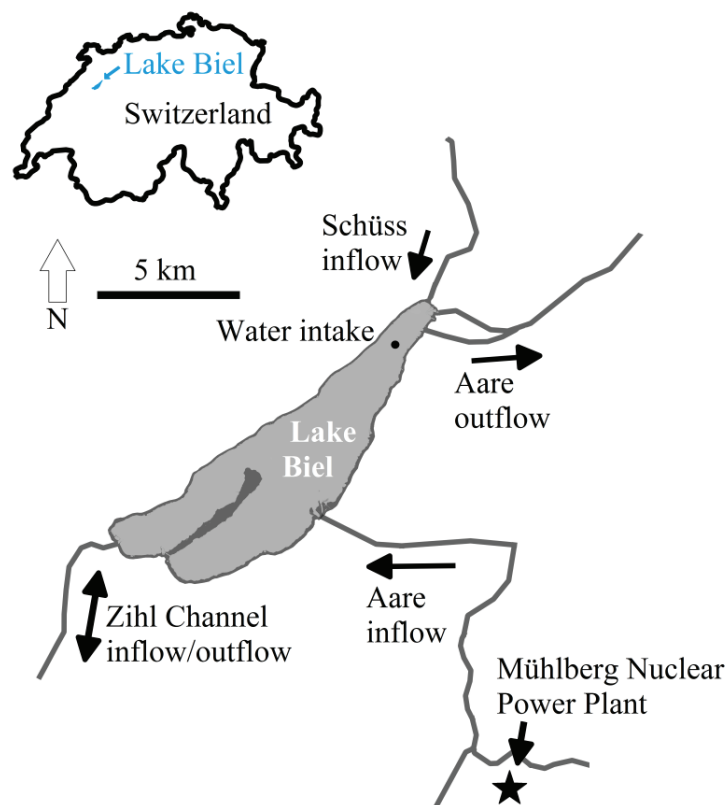 Lake Biel
Switzerland
Schüss
inflow
5 km
N
Water intake
Aare
outflow
Lake
Biel
Zihl Channel
inflow/outflow
Aare
inflow
Mühlberg Nuclear
Power Plant